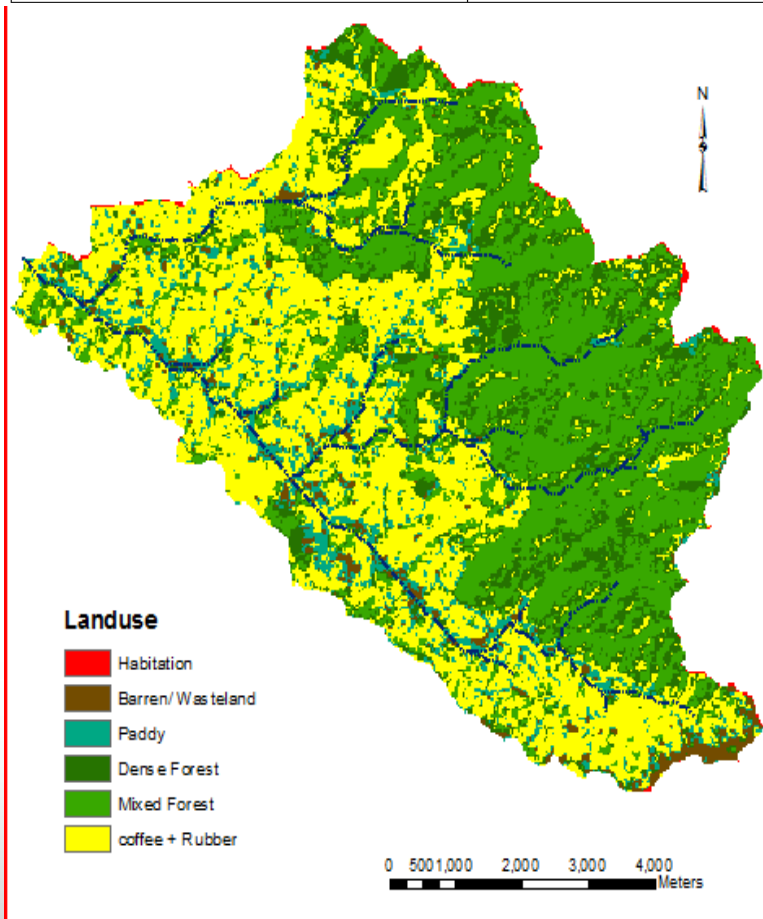 N
Landuse
Habitation
Barren/ Wasteland
Paddy
Dense Forest
Mixed Forest
coffee + Rubber
0 500 1,000 2,000 3,000 4,000
Meters